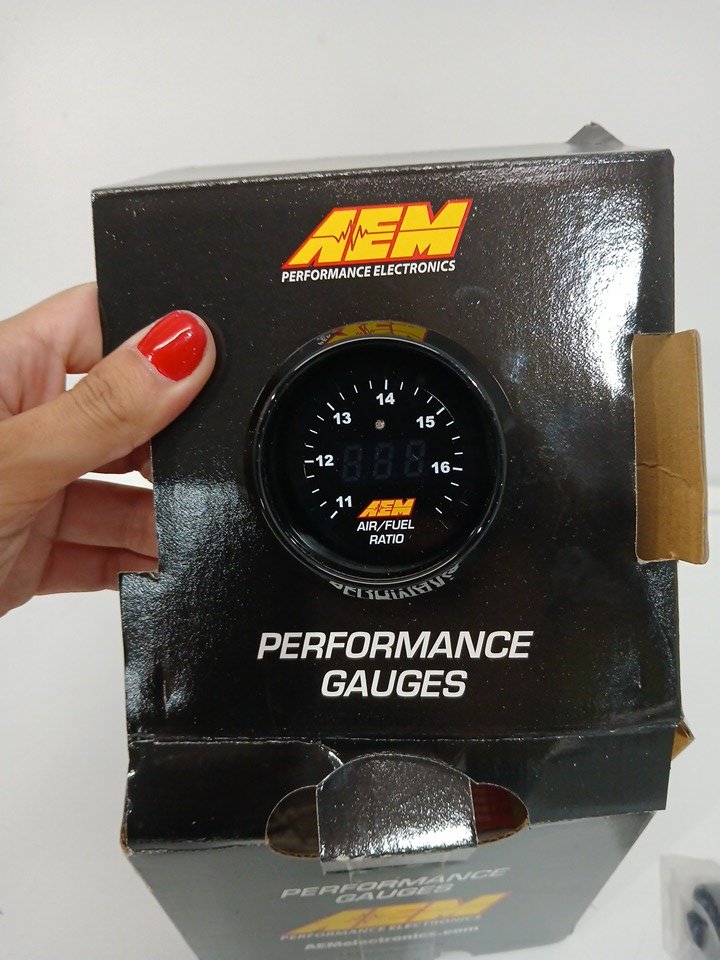 AEM
PERFORMANCE ELECTRONICS
14
13
15
12
16
11
AEM
AIR/FUEL
RATIO
PERFORMANCE
GAUGES
PERFORMANCE
GAUGES
AEM
PERFORMANCE ELECTRONICS
AEMelectronics.com